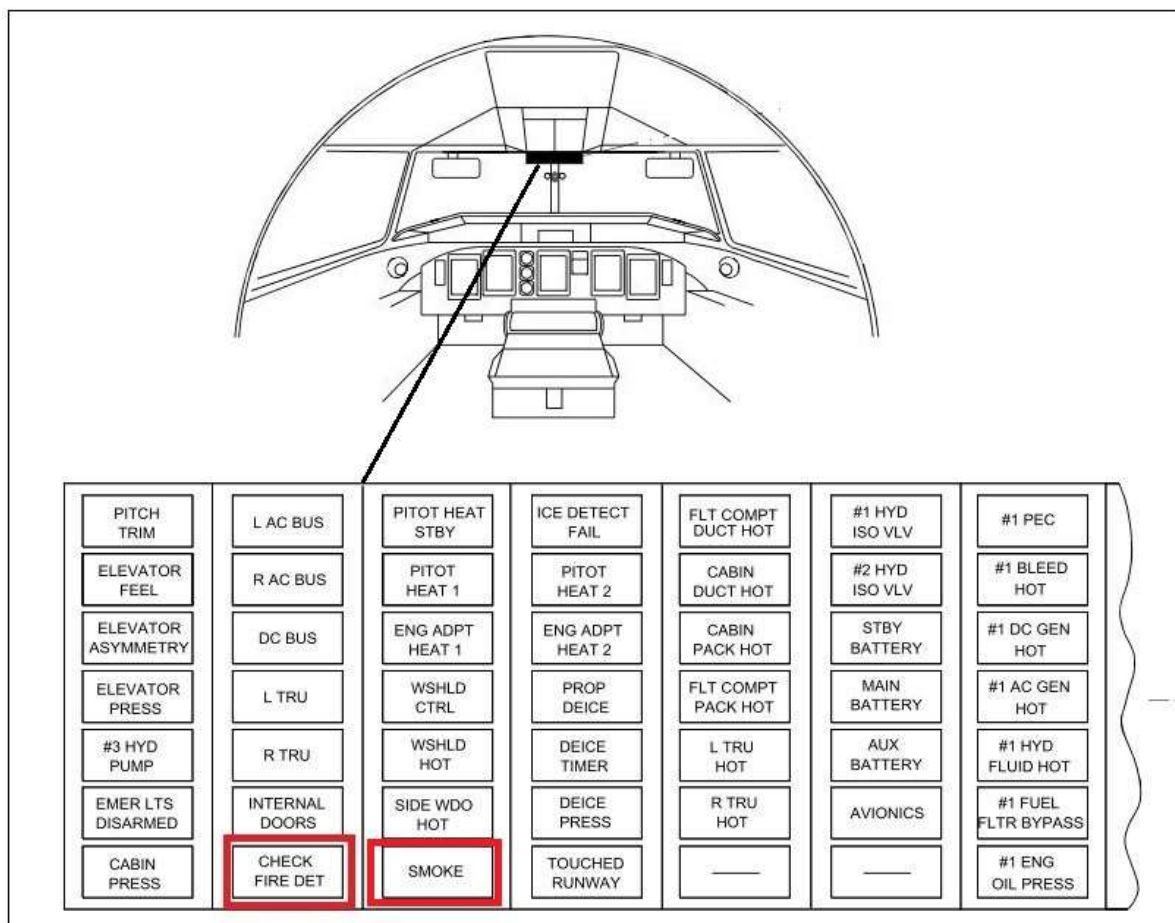 PITCH
TRIM
L AC BUS
PITOT HEAT
STBY
ICE DETECT
FAIL
FLT COMPT
DUCT HOT
#1 HYD
ISO VLV
#1 PEC
ELEVATOR
FEEL
R AC BUS
PITOT
HEAT 1
PITOT
HEAT 2
CABIN
DUCT HOT
#2 HYD
ISO VLV
#1 BLEED
HOT
ELEVATOR
ASYMMETRY
DC BUS
ENG ADPT
HEAT 1
ENG ADPT
HEAT 2
CABIN
PACK HOT
STBY
BATTERY
#1 DC GEN
HOT
ELEVATOR
PRESS
L TRU
WSHLD
CTRL
PROP
DEICE
FLT COMPT
PACK HOT
MAIN
BATTERY
#1 AC GEN
HOT
#3 HYD
PUMP
R TRU
WSHLD
HOT
DEICE
TIMER
L TRU
HOT
AUX
BATTERY
#1 HYD
FLUID HOT
EMER LTS
DISARMED
INTERNAL
DOORS
SIDE WDO
HOT
DEICE
PRESS
R TRU
HOT
AVIONICS
#1 FUEL
FLTR BYPASS
CABIN
PRESS
CHECK
FIRE DET
SMOKE
TOUCHED
RUNWAY
#1 ENG
OIL PRESS